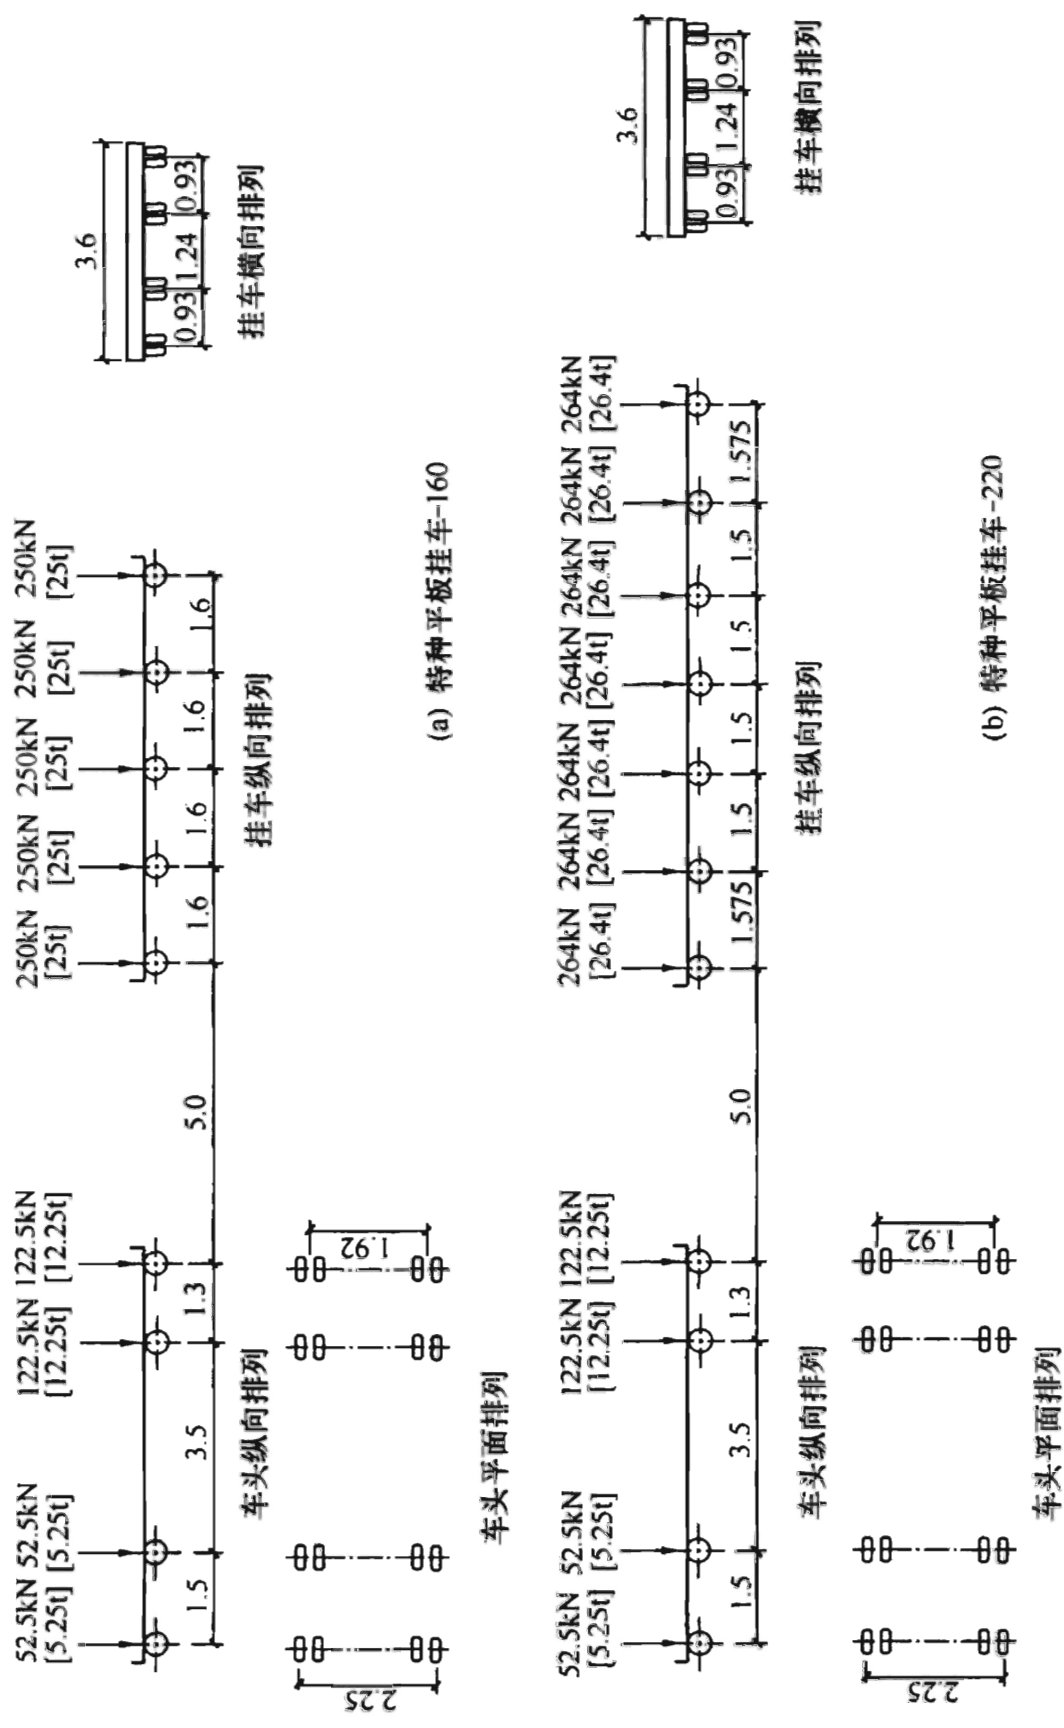 52.5kN 52.5kN 122.5kN 122.5kN 250kN 250kN 250kN 250kN 250kN
[5.25t] [5.25t] [12.25t] [12.25t] [25t] [25t] [25t] [25t] [25t]
3.6
1.5 3.5 1.3 5.0 1.6 1.6 1.6 1.6
0.93 1.24 0.93
车头纵向排列 挂车纵向排列 挂车横向排列
2.25 1.92
车头平面排列
(a) 特种平板挂车-160
52.5kN 52.5kN 122.5kN 122.5kN 264kN 264kN 264kN 264kN 264kN 264kN 264kN
[5.25t] [5.25t] [12.25t] [12.25t] [26.4t] [26.4t] [26.4t] [26.4t] [26.4t] [26.4t] [26.4t]
3.6
1.5 3.5 1.3 5.0 1.575 1.5 1.5 1.5 1.5 1.575
0.93 1.24 0.93
车头纵向排列 挂车纵向排列 挂车横向排列
2.25 1.92
车头平面排列
(b) 特种平板挂车-220